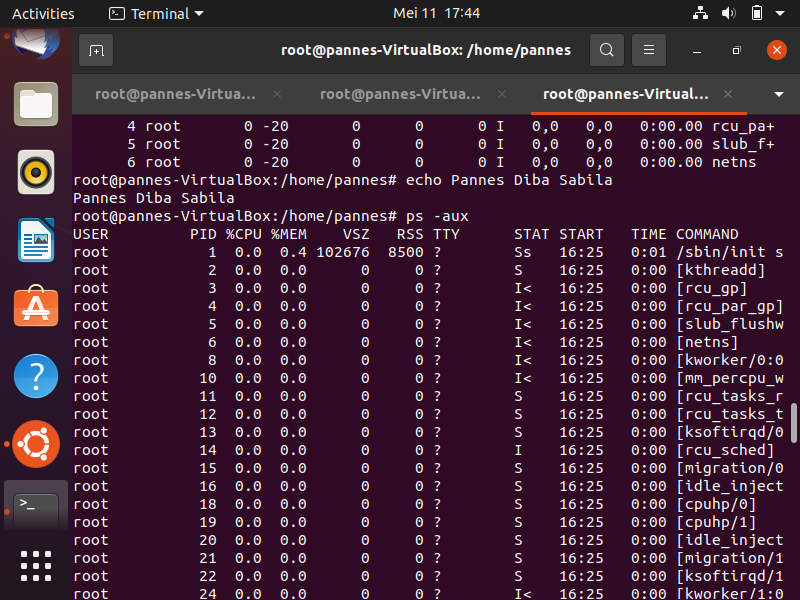 Activities Terminal Mei 11 17:44
root@pannes-VirtualBox: /home/pannes
root@pannes-Virtua... root@pannes-Virtua... root@pannes-Virtual...
4 root 0 -20 0 0 0 I 0,0 0,0 0:00.00 rcu_pa+
5 root 0 -20 0 0 0 I 0,0 0,0 0:00.00 slub_f+
6 root 0 -20 0 0 0 I 0,0 0,0 0:00.00 netns
root@pannes-VirtualBox:/home/pannes# echo Pannes Diba Sabila
Pannes Diba Sabila
root@pannes-VirtualBox:/home/pannes# ps -aux
USER PID %CPU %MEM VSZ RSS TTY STAT START TIME COMMAND
root 1 0.0 0.4 102676 8500 ? Ss 16:25 0:01 /sbin/init s
root 2 0.0 0.0 0 0 ? S 16:25 0:00 [kthreadd]
root 3 0.0 0.0 0 0 ? I< 16:25 0:00 [rcu_gp]
root 4 0.0 0.0 0 0 ? I< 16:25 0:00 [rcu_par_gp]
root 5 0.0 0.0 0 0 ? I< 16:25 0:00 [slub_flushw
root 6 0.0 0.0 0 0 ? I< 16:25 0:00 [netns]
root 8 0.0 0.0 0 0 ? I< 16:25 0:00 [kworker/0:0
root 10 0.0 0.0 0 0 ? I< 16:25 0:00 [mm_percpu_w
root 11 0.0 0.0 0 0 ? S 16:25 0:00 [rcu_tasks_r
root 12 0.0 0.0 0 0 ? S 16:25 0:00 [rcu_tasks_t
root 13 0.0 0.0 0 0 ? S 16:25 0:00 [ksoftirqd/0
root 14 0.0 0.0 0 0 ? I 16:25 0:00 [rcu_sched]
root 15 0.0 0.0 0 0 ? S 16:25 0:00 [migration/0
root 16 0.0 0.0 0 0 ? S 16:25 0:00 [idle_inject
root 18 0.0 0.0 0 0 ? S 16:25 0:00 [cpuhp/0]
root 19 0.0 0.0 0 0 ? S 16:25 0:00 [cpuhp/1]
root 20 0.0 0.0 0 0 ? S 16:25 0:00 [idle_inject
root 21 0.0 0.0 0 0 ? S 16:25 0:00 [migration/1
root 22 0.0 0.0 0 0 ? S 16:25 0:00 [ksoftirqd/1
root 24 0.0 0.0 0 0 ? I< 16:25 0:00 [kworker/1:0